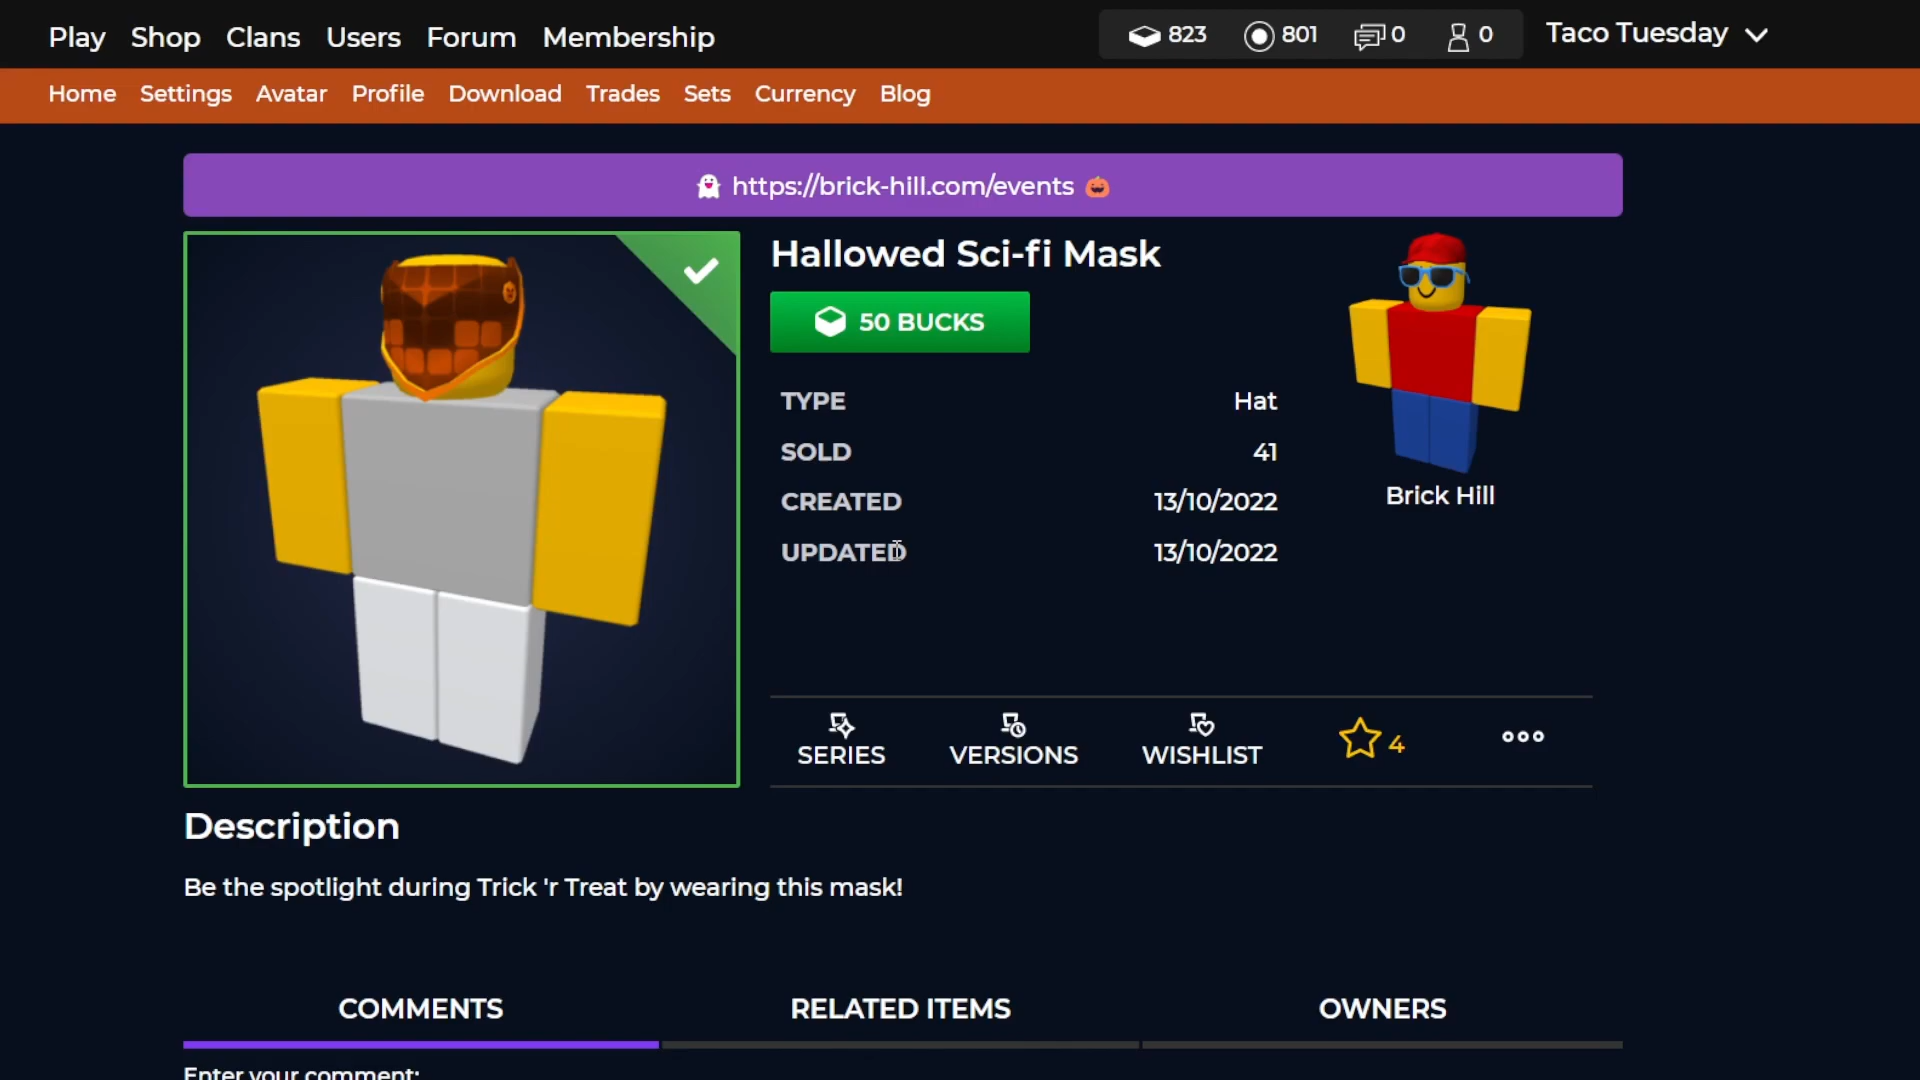 Play Shop Clans Users Forum Membership
823 801 0 0 Taco Tuesday
Home Settings Avatar Profile Download Trades Sets Currency Blog
https://brick-hill.com/events
Hallowed Sci-fi Mask
50 BUCKS
TYPE Hat
SOLD 41
CREATED 13/10/2022
UPDATED 13/10/2022
Brick Hill
SERIES VERSIONS WISHLIST 4
Description
Be the spotlight during Trick 'r Treat by wearing this mask!
COMMENTS RELATED ITEMS OWNERS
Enter your comment: